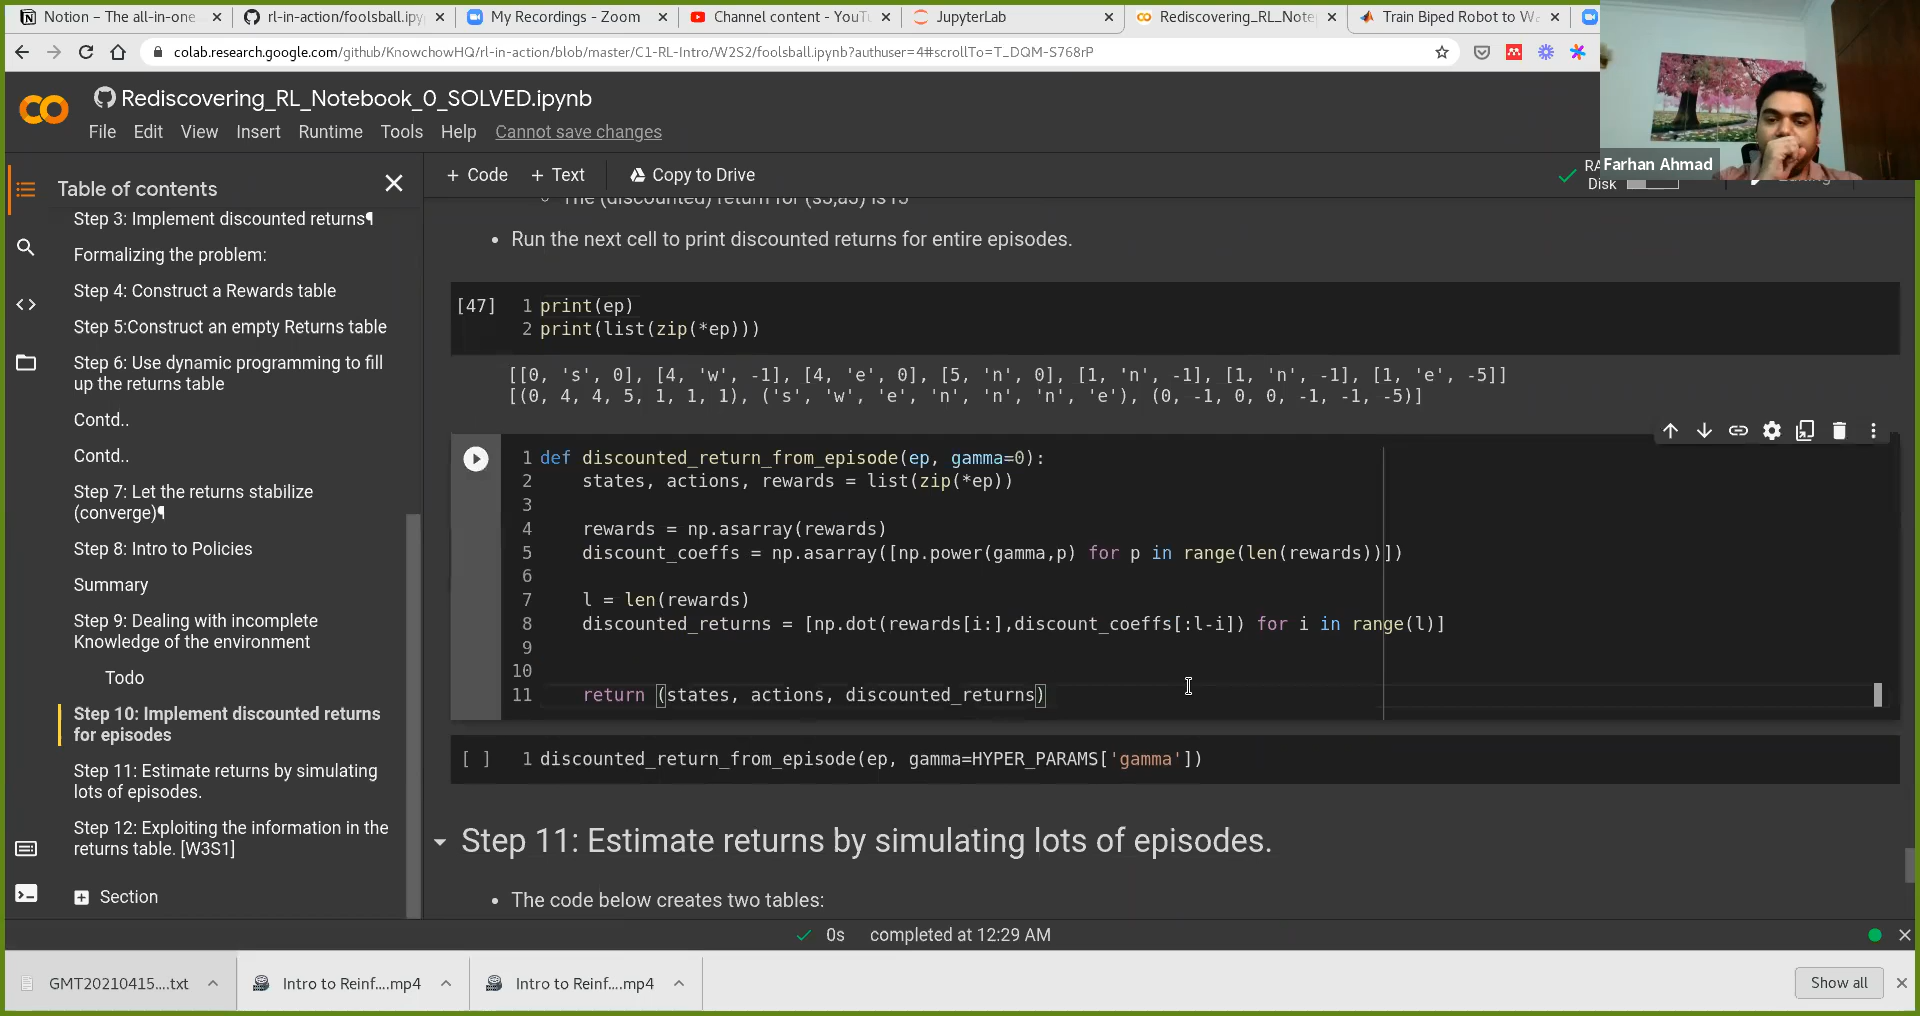 Notion – The all-in-one
rl-in-action/foolsball.ipy
My Recordings - Zoom
Channel content - YouTu
JupyterLab
Rediscovering_RL_Note
Train Biped Robot to Wa
colab.research.google.com/github/KnowchowHQ/rl-in-action/blob/master/C1-RL-Intro/W2S2/foolsball.ipynb?authuser=4#scrollTo=T_DQM-S768rP
Rediscovering_RL_Notebook_0_SOLVED.ipynb
File Edit View Insert Runtime Tools Help Cannot save changes
Farhan Ahmad
+ Code + Text Copy to Drive
RA
Disk
Editing
Table of contents
Step 3: Implement discounted returns¶
Formalizing the problem:
Step 4: Construct a Rewards table
Step 5:Construct an empty Returns table
Step 6: Use dynamic programming to fill
up the returns table
Contd..
Contd..
Step 7: Let the returns stabilize
(converge)¶
Step 8: Intro to Policies
Summary
Step 9: Dealing with incomplete
Knowledge of the environment
Todo
Step 10: Implement discounted returns
for episodes
Step 11: Estimate returns by simulating
lots of episodes.
Step 12: Exploiting the information in the
returns table. [W3S1]
Section
The (discounted) return for (s5,a5) is r5
• Run the next cell to print discounted returns for entire episodes.
[47] 1 print(ep)
2 print(list(zip(*ep)))
[[0, 's', 0], [4, 'w', -1], [4, 'e', 0], [5, 'n', 0], [1, 'n', -1], [1, 'n', -1], [1, 'e', -5]]
[(0, 4, 4, 5, 1, 1, 1), ('s', 'w', 'e', 'n', 'n', 'n', 'e'), (0, -1, 0, 0, -1, -1, -5)]
1 def discounted_return_from_episode(ep, gamma=0):
2 states, actions, rewards = list(zip(*ep))
3
4 rewards = np.asarray(rewards)
5 discount_coeffs = np.asarray([np.power(gamma,p) for p in range(len(rewards))])
6
7 l = len(rewards)
8 discounted_returns = [np.dot(rewards[i:],discount_coeffs[:l-i]) for i in range(l)]
9
10
11 return (states, actions, discounted_returns)
[ ] 1 discounted_return_from_episode(ep, gamma=HYPER_PARAMS['gamma'])
Step 11: Estimate returns by simulating lots of episodes.
• The code below creates two tables:
0s completed at 12:29 AM
GMT20210415....txt
Intro to Reinf....mp4
Intro to Reinf....mp4
Show all